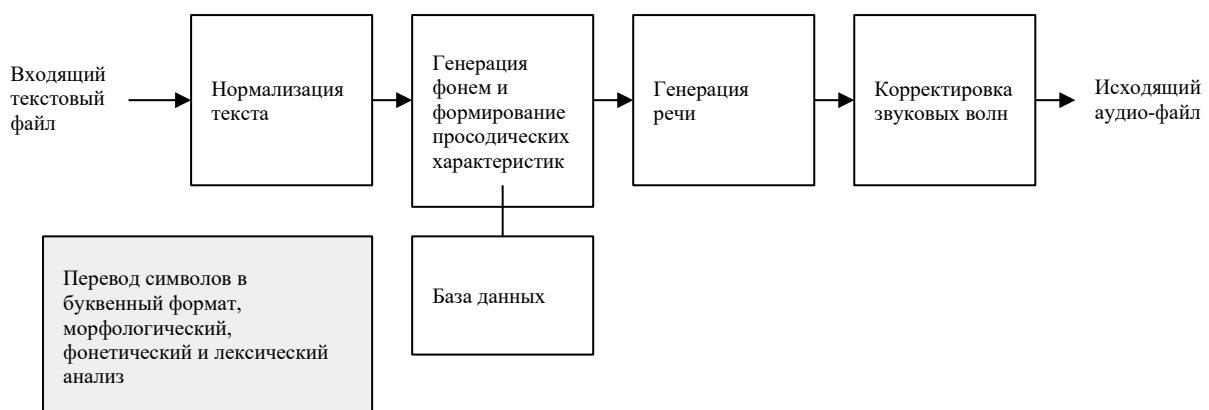 Входящий
текстовый
файл
Нормализация
текста
Генерация
фонем и
формирование
просодических
характеристик
Генерация
речи
Корректировка
звуковых волн
Исходящий
аудио-файл
Перевод символов в
буквенный формат,
морфологический,
фонетический и лексический
анализ
База данных